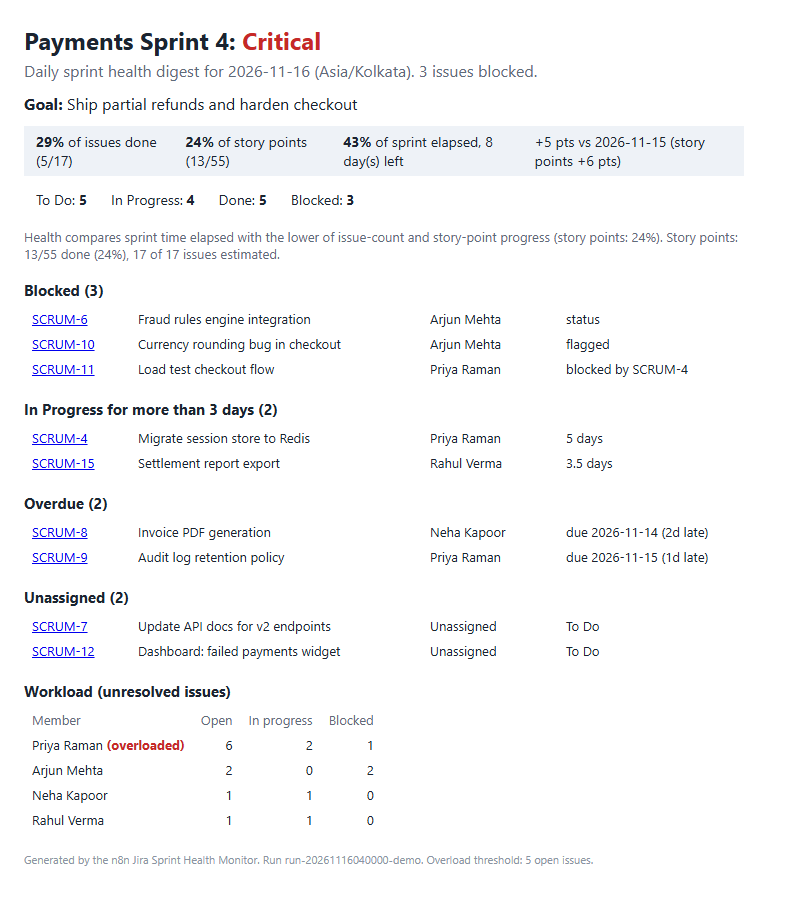 Payments Sprint 4: Critical
Daily sprint health digest for 2026-11-16 (Asia/Kolkata). 3 issues blocked.
Goal: Ship partial refunds and harden checkout
29% of issues done (5/17)
24% of story points (13/55)
43% of sprint elapsed, 8 day(s) left
+5 pts vs 2026-11-15 (story points +6 pts)
To Do: 5 In Progress: 4 Done: 5 Blocked: 3
Health compares sprint time elapsed with the lower of issue-count and story-point progress (story points: 24%). Story points:
13/55 done (24%), 17 of 17 issues estimated.
Blocked (3)
SCRUM-6 Fraud rules engine integration Arjun Mehta status
SCRUM-10 Currency rounding bug in checkout Arjun Mehta flagged
SCRUM-11 Load test checkout flow Priya Raman blocked by SCRUM-4
In Progress for more than 3 days (2)
SCRUM-4 Migrate session store to Redis Priya Raman 5 days
SCRUM-15 Settlement report export Rahul Verma 3.5 days
Overdue (2)
SCRUM-8 Invoice PDF generation Neha Kapoor due 2026-11-14 (2d late)
SCRUM-9 Audit log retention policy Priya Raman due 2026-11-15 (1d late)
Unassigned (2)
SCRUM-7 Update API docs for v2 endpoints Unassigned To Do
SCRUM-12 Dashboard: failed payments widget Unassigned To Do
Workload (unresolved issues)
Member Open In progress Blocked
Priya Raman (overloaded) 6 2 1
Arjun Mehta 2 0 2
Neha Kapoor 1 1 0
Rahul Verma 1 1 0
Generated by the n8n Jira Sprint Health Monitor. Run run-20261116040000-demo. Overload threshold: 5 open issues.